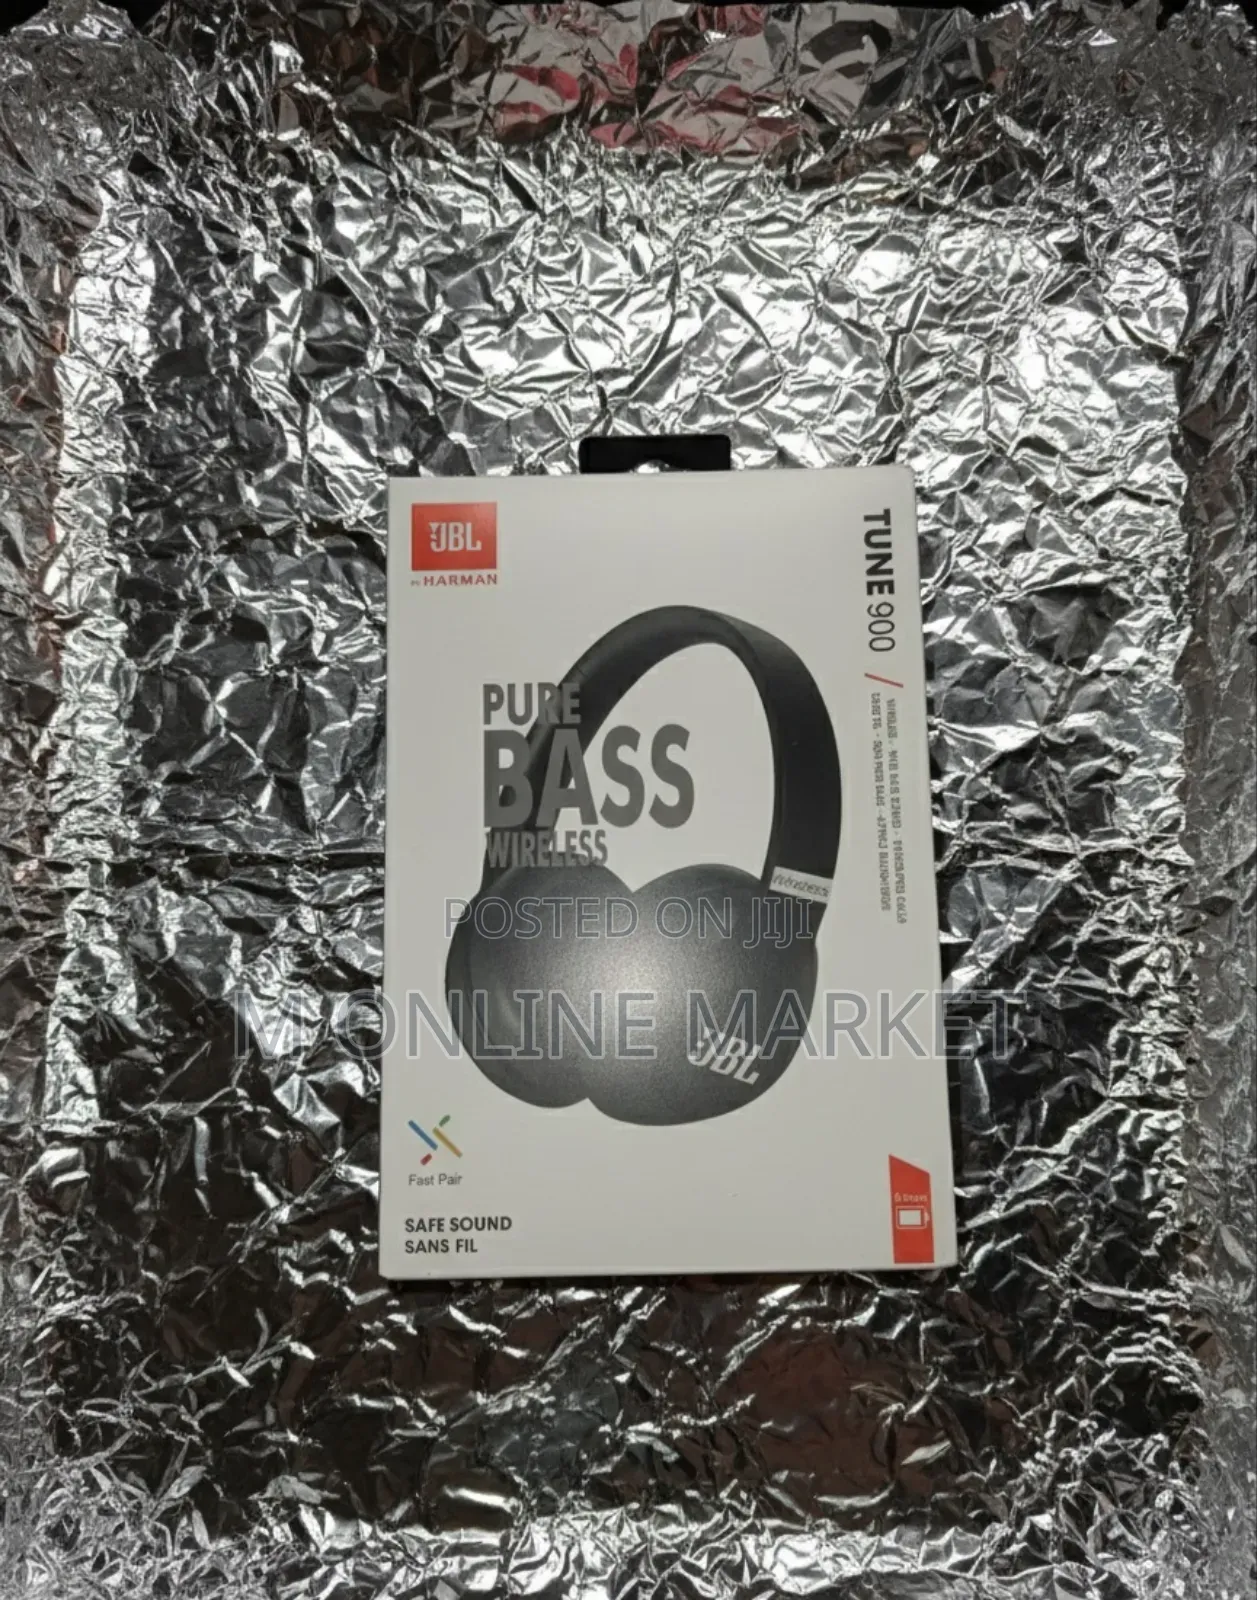 JBL
BY HARMAN
TUNE 900 /
PURE
BASS
WIRELESS
JBL
POSTED ON JIJI
M ONLINE MARKET
Fast Pair
SAFE SOUND
SANS FIL